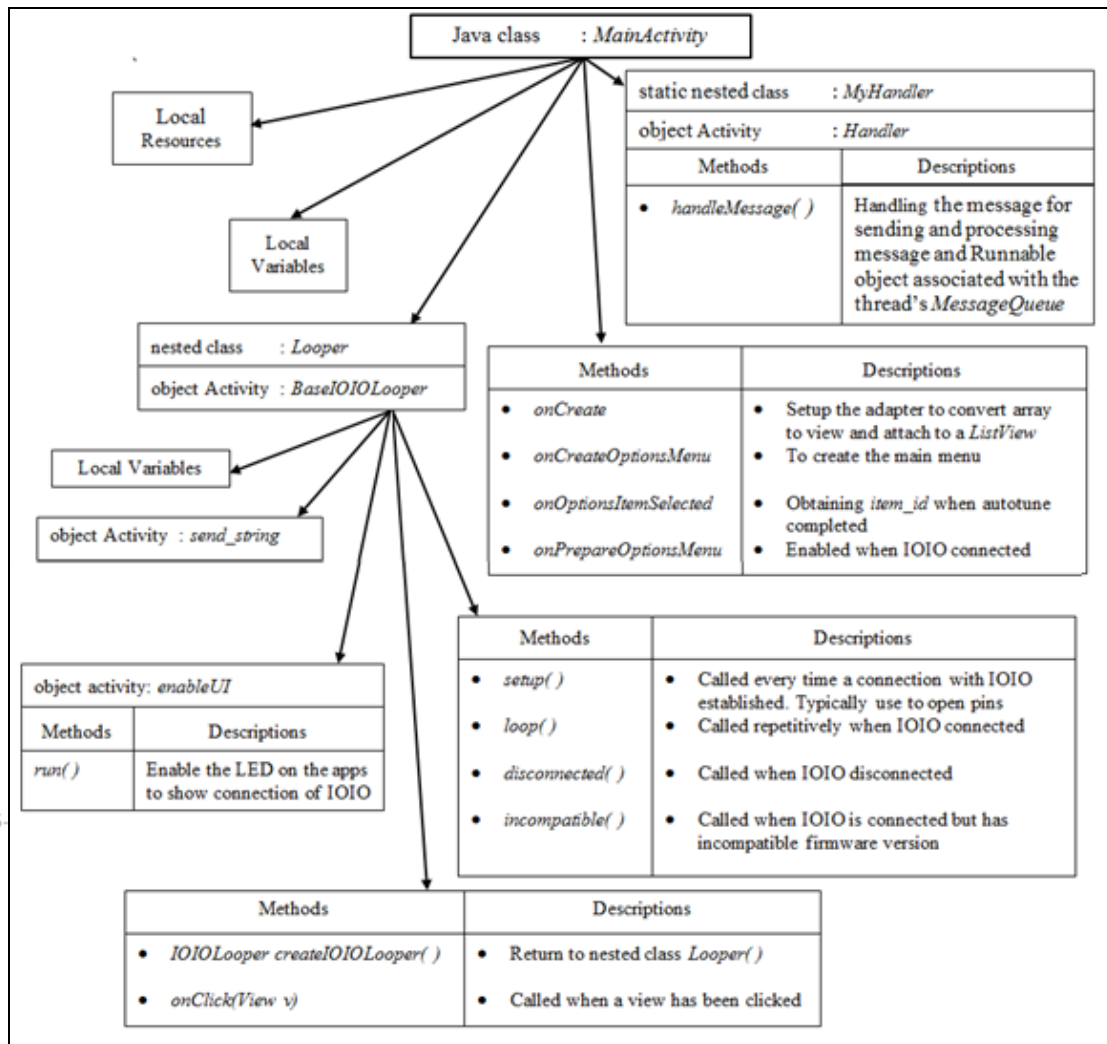 Java class : MainActivity
static nested class : MyHandler
object Activity : Handler
Methods Descriptions
• handleMessage( ) Handling the message for
sending and processing
message and Runnable
object associated with the
thread's MessageQueue
Local
Resources
Local
Variables
nested class : Looper
object Activity : BaseIOIOLooper
Methods Descriptions
• onCreate • Setup the adapter to convert array
to view and attach to a ListView
• onCreateOptionsMenu • To create the main menu
• onOptionsItemSelected • Obtaining item_id when autotune
completed
• onPrepareOptionsMenu • Enabled when IOIO connected
Local Variables
object Activity : send_string
object activity: enableUI
Methods Descriptions
run( ) Enable the LED on the apps
to show connection of IOIO
Methods Descriptions
• setup( ) • Called every time a connection with IOIO
established. Typically use to open pins
• loop( ) • Called repetitively when IOIO connected
• disconnected( ) • Called when IOIO disconnected
• incompatible( ) • Called when IOIO is connected but has
incompatible firmware version
Methods Descriptions
• IOIOLooper createIOIOLooper( ) • Return to nested class Looper( )
• onClick(View v) • Called when a view has been clicked